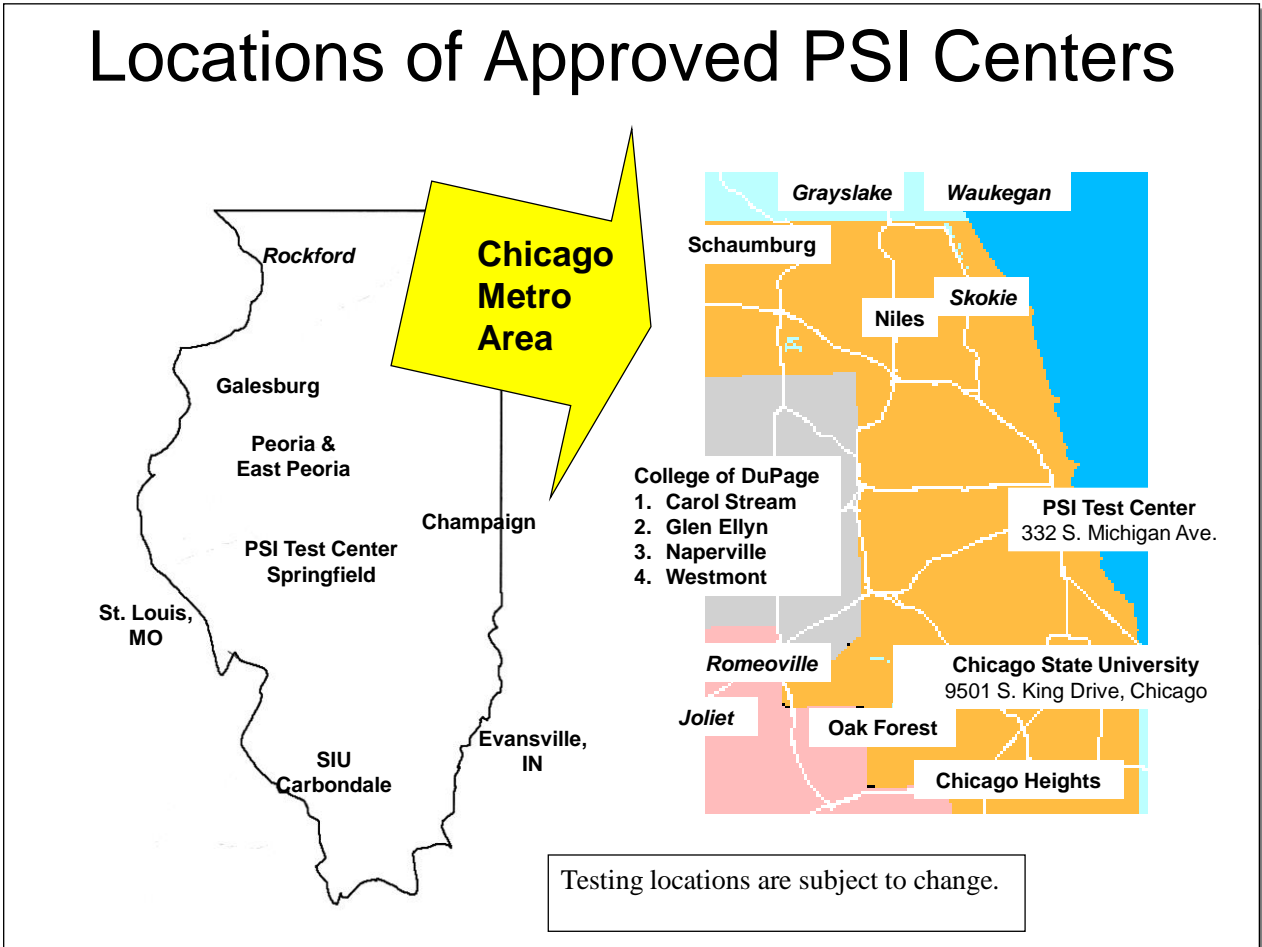 Locations of Approved PSI Centers
Rockford
Galesburg
Peoria &
East Peoria
Champaign
PSI Test Center
Springfield
St. Louis,
MO
Evansville,
IN
SIU
Carbondale
Chicago
Metro
Area
Grayslake
Waukegan
Schaumburg
Skokie
Niles
College of DuPage
1. Carol Stream
2. Glen Ellyn
3. Naperville
4. Westmont
PSI Test Center
332 S. Michigan Ave.
Romeoville
Chicago State University
9501 S. King Drive, Chicago
Joliet
Oak Forest
Chicago Heights
Testing locations are subject to change.